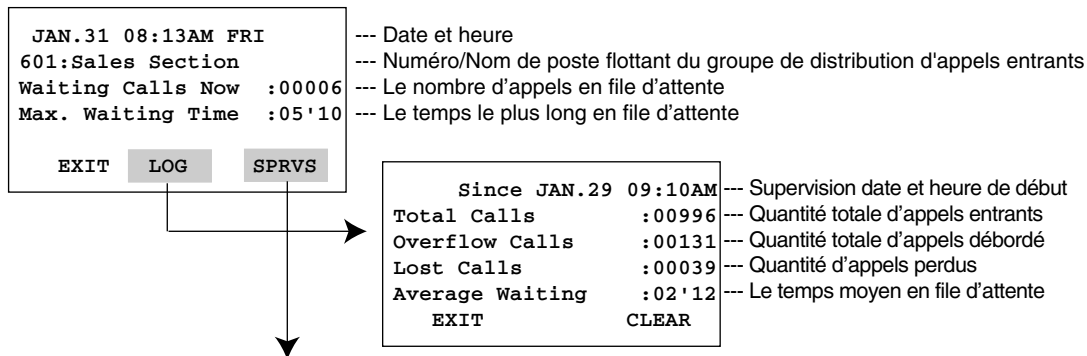 JAN.31 08:13AM FRI --- Date et heure
601:Sales Section --- Numéro/Nom de poste flottant du groupe de distribution d'appels entrants
Waiting Calls Now :00006 --- Le nombre d'appels en file d'attente
Max. Waiting Time :05'10 --- Le temps le plus long en file d'attente
EXIT LOG SPRVS
Since JAN.29 09:10AM --- Supervision date et heure de début
Total Calls :00996 --- Quantité totale d'appels entrants
Overflow Calls :00131 --- Quantité totale d'appels débordé
Lost Calls :00039 --- Quantité d'appels perdus
Average Waiting :02'12 --- Le temps moyen en file d'attente
EXIT CLEAR